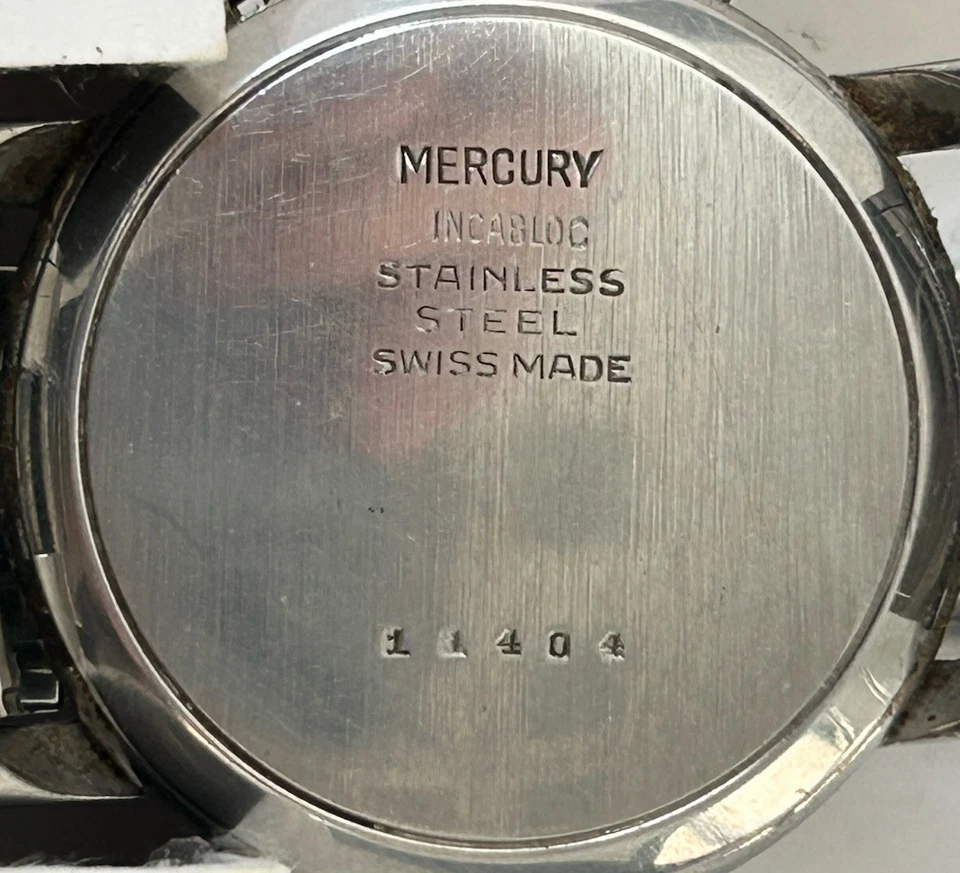 MERCURY
INCABLOC
STAINLESS
STEEL
SWISS MADE
11404